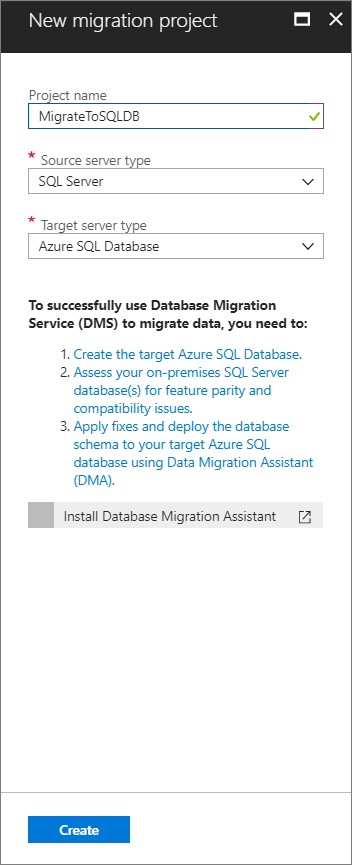 New migration project
Project name
MigrateToSQLDB
* Source server type
SQL Server
* Target server type
Azure SQL Database
To successfully use Database Migration
Service (DMS) to migrate data, you need to:
1. Create the target Azure SQL Database.
2. Assess your on-premises SQL Server
database(s) for feature parity and
compatibility issues.
3. Apply fixes and deploy the database
schema to your target Azure SQL
database using Data Migration Assistant
(DMA).
Install Database Migration Assistant
Create